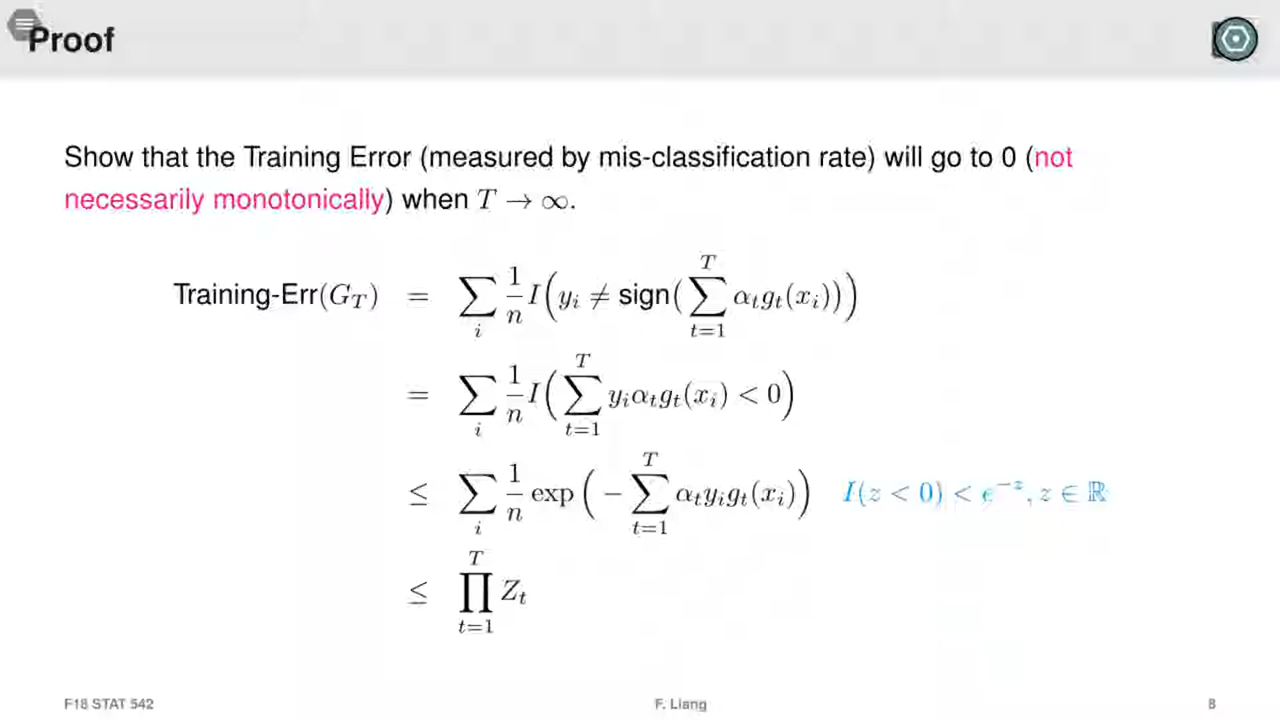 Proof
Show that the Training Error (measured by mis-classification rate) will go to 0 (not
necessarily monotonically) when T → ∞.
Training-Err(G_T) = ∑_i 1/n I(y_i ≠ sign(∑_{t=1}^T α_t g_t(x_i)))
= ∑_i 1/n I(∑_{t=1}^T y_i α_t g_t(x_i) < 0)
≤ ∑_i 1/n exp(−∑_{t=1}^T α_t y_i g_t(x_i)) I(z < 0) < e^{−z}, z ∈ ℝ
≤ ∏_{t=1}^T Z_t
F18 STAT 542 F. Liang 8